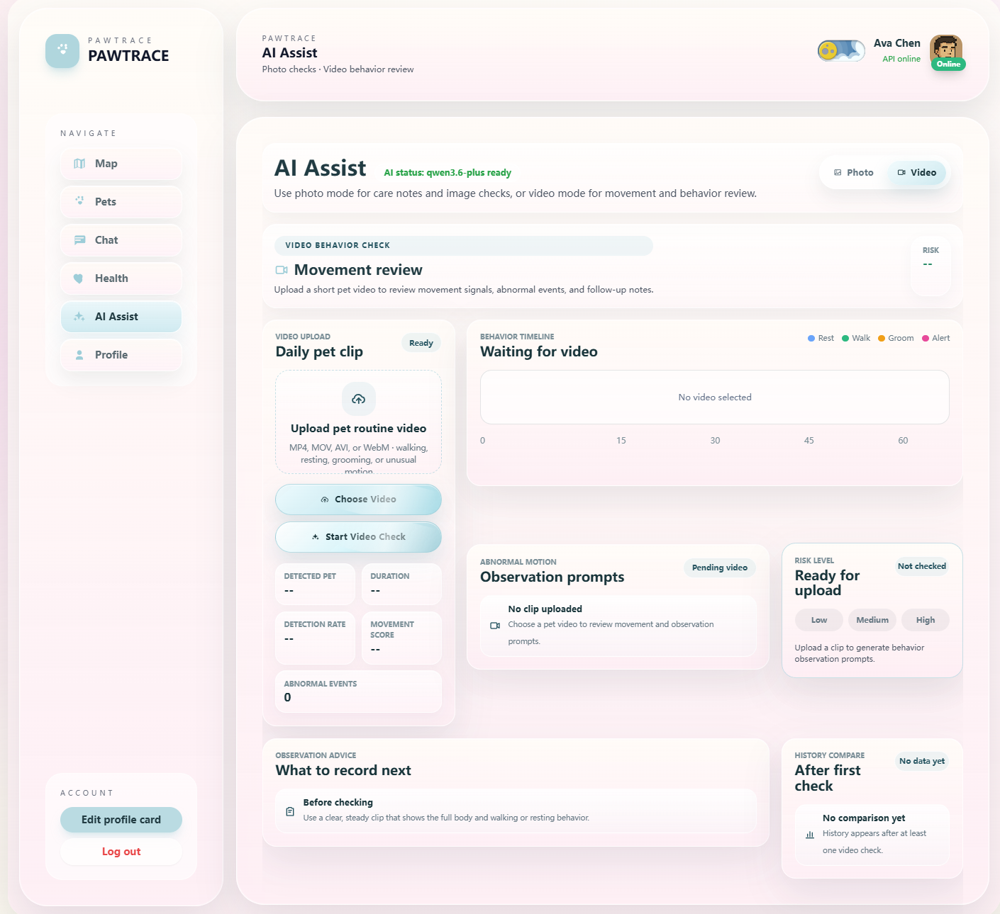 PAWTRACE
PAWTRACE
NAVIGATE
Map
Pets
Chat
Health
AI Assist
Profile
ACCOUNT
Edit profile card
Log out
PAWTRACE
AI Assist
Photo checks · Video behavior review
Ava Chen
API online
Online
AI Assist
AI status: qwen3.6-plus ready
Use photo mode for care notes and image checks, or video mode for movement and behavior review.
Photo
Video
VIDEO BEHAVIOR CHECK
Movement review
Upload a short pet video to review movement signals, abnormal events, and follow-up notes.
RISK
--
VIDEO UPLOAD
Daily pet clip
Ready
Upload pet routine video
MP4, MOV, AVI, or WebM · walking,
resting, grooming, or unusual
motion.
Choose Video
Start Video Check
DETECTED PET
--
DURATION
--
DETECTION RATE
--
MOVEMENT
SCORE
--
ABNORMAL EVENTS
0
BEHAVIOR TIMELINE
Waiting for video
Rest
Walk
Groom
Alert
No video selected
0 15 30 45 60
ABNORMAL MOTION
Observation prompts
Pending video
No clip uploaded
Choose a pet video to review movement and observation
prompts.
RISK LEVEL
Ready for
upload
Not checked
Low
Medium
High
Upload a clip to generate behavior
observation prompts.
OBSERVATION ADVICE
What to record next
Before checking
Use a clear, steady clip that shows the full body and walking or resting behavior.
HISTORY COMPARE
After first
check
No data yet
No comparison yet
History appears after at least
one video check.